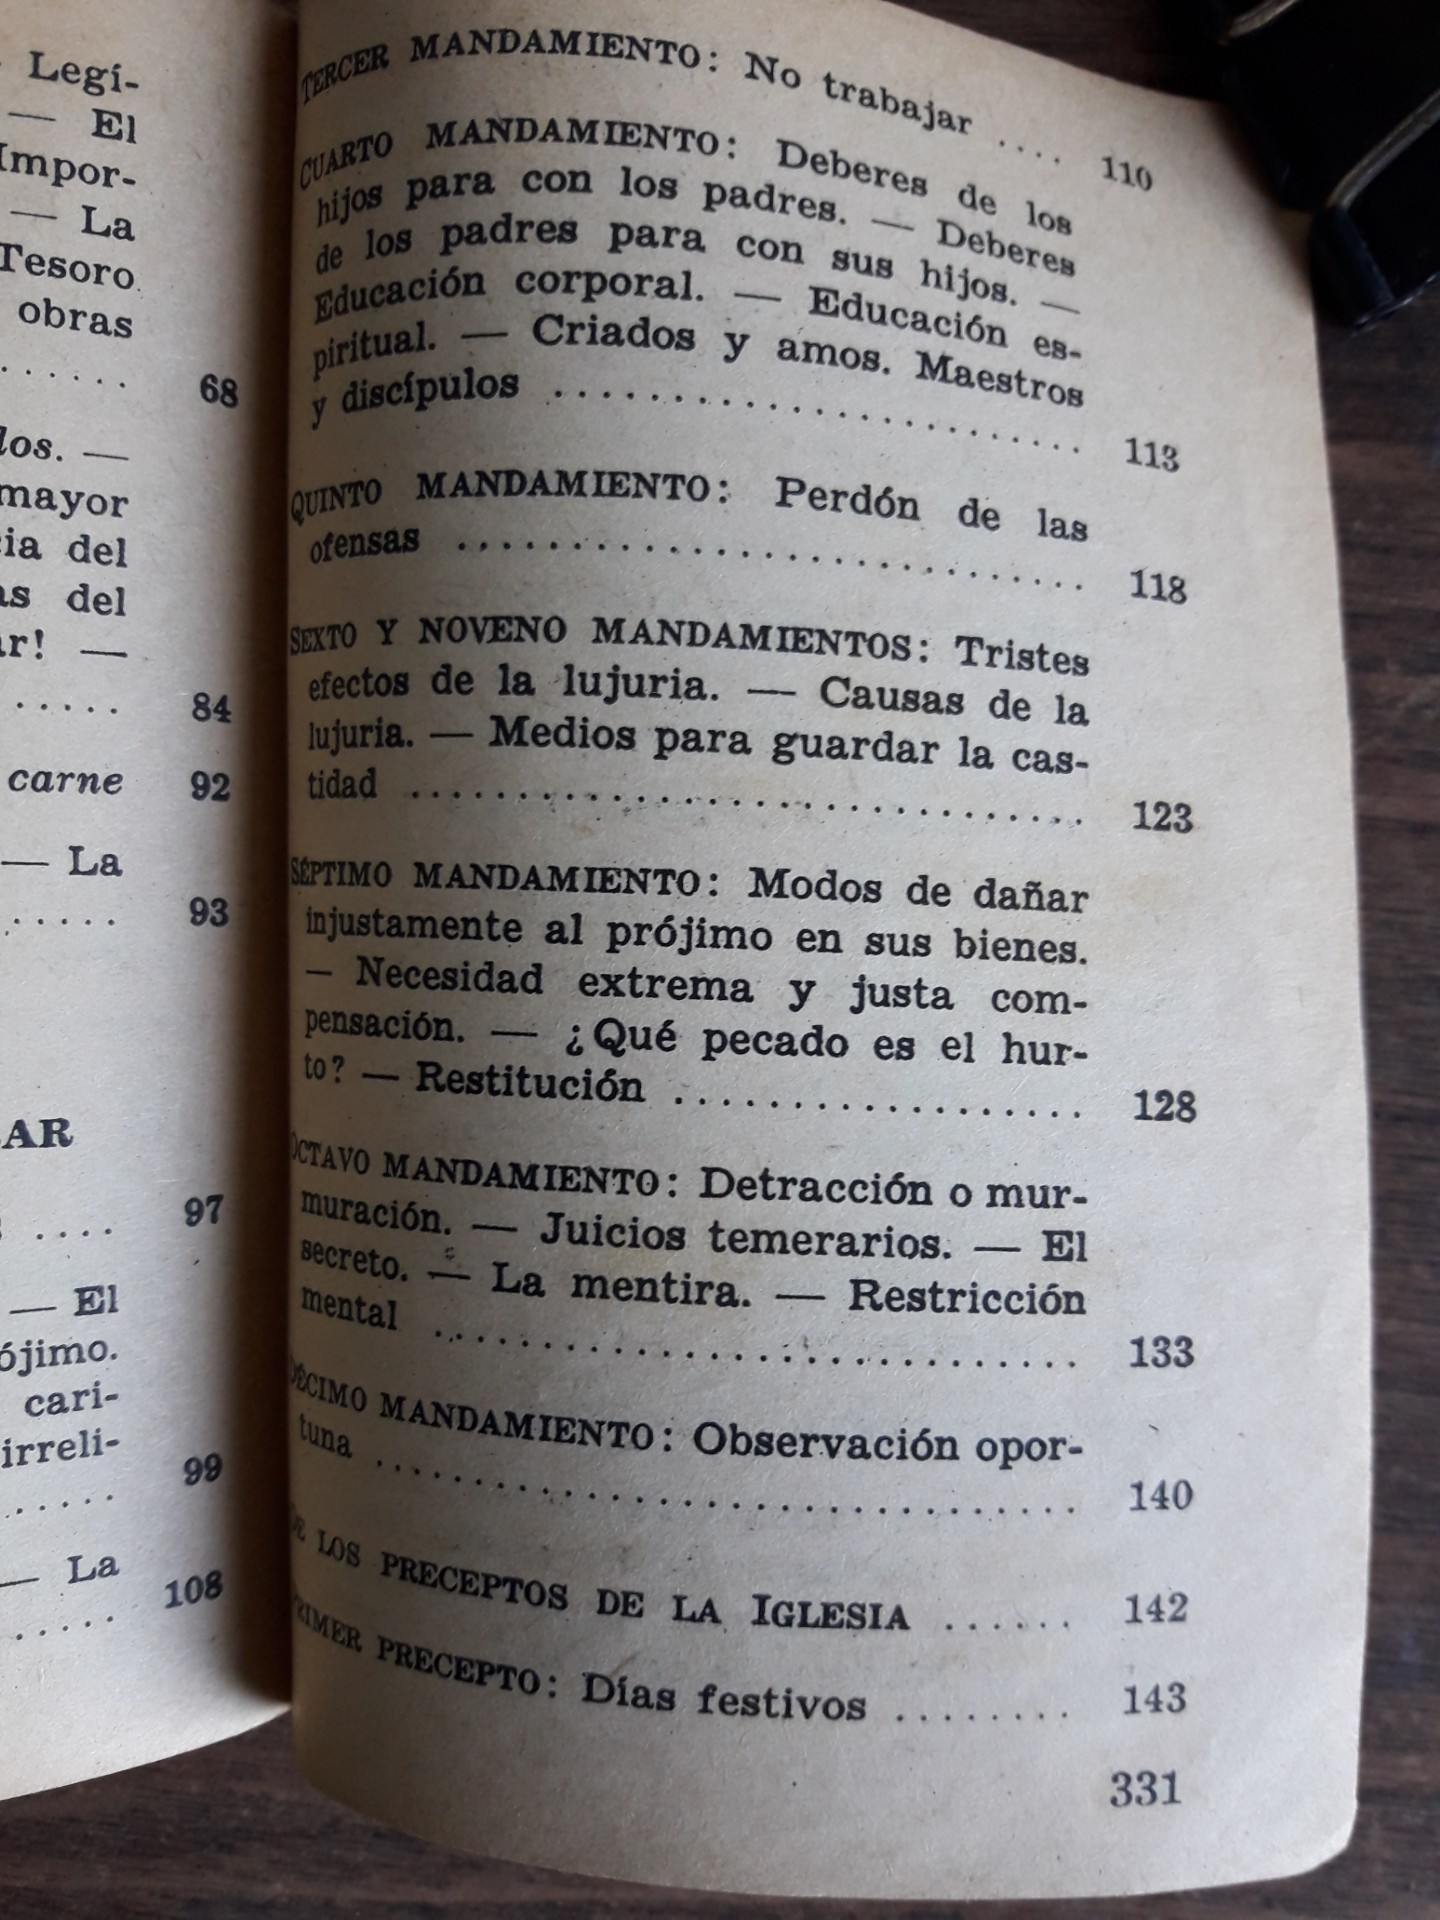 Legí-
— El
Impor-
— La
Tesoro
obras
...... 68
los. —
mayor
cia del
as del
ar! —
..... 84
carne 92
— La
..... 93
AR
.... 97
— El
ójimo.
cari-
irreli-
..... 99
— La
..... 108
TERCER MANDAMIENTO: No trabajar .... 110
CUARTO MANDAMIENTO: Deberes de los
hijos para con los padres. — Deberes
de los padres para con sus hijos. —
Educación corporal. — Educación es-
piritual. — Criados y amos. Maestros
y discípulos .................. 113
QUINTO MANDAMIENTO: Perdón de las
ofensas ..................... 118
SEXTO Y NOVENO MANDAMIENTOS: Tristes
efectos de la lujuria. — Causas de la
lujuria. — Medios para guardar la cas-
tidad ....................... 123
SÉPTIMO MANDAMIENTO: Modos de dañar
injustamente al prójimo en sus bienes.
— Necesidad extrema y justa com-
pensación. — ¿Qué pecado es el hur-
to? — Restitución .............. 128
OCTAVO MANDAMIENTO: Detracción o mur-
muración. — Juicios temerarios. — El
secreto. — La mentira. — Restricción
mental ...................... 133
DÉCIMO MANDAMIENTO: Observación opor-
tuna ........................ 140
DE LOS PRECEPTOS DE LA IGLESIA ...... 142
PRIMER PRECEPTO: Días festivos ........ 143
331